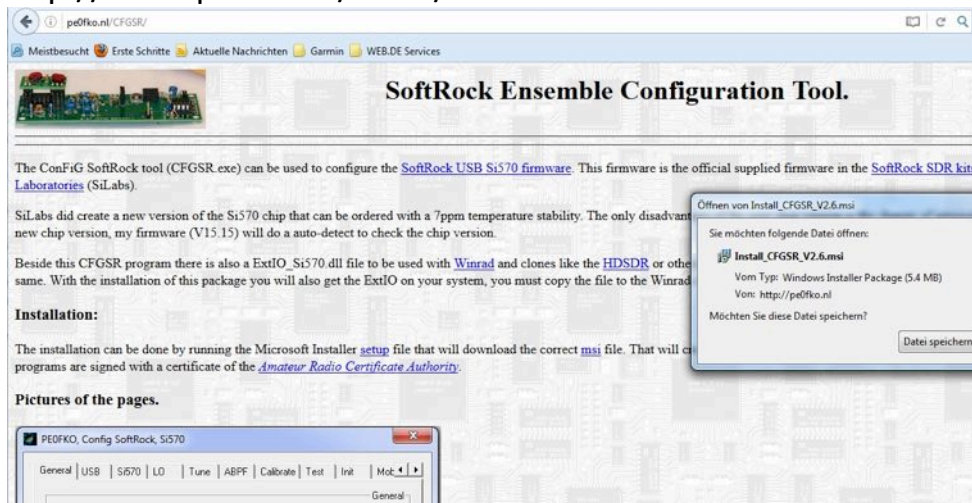 pe0fko.nl/CFGSR/
Meistbesucht Erste Schritte Aktuelle Nachrichten Garmin WEB.DE Services
SoftRock Ensemble Configuration Tool.
The ConFiG SoftRock tool (CFGSR.exe) can be used to configure the SoftRock USB Si570 firmware. This firmware is the official supplied firmware in the SoftRock SDR kits
Laboratories (SiLabs).
SiLabs did create a new version of the Si570 chip that can be ordered with a 7ppm temperature stability. The only disadvant
new chip version, my firmware (V15.15) will do a auto-detect to check the chip version.
Beside this CFGSR program there is also a ExtIO_Si570.dll file to be used with Winrad and clones like the HDSDR or othe
same. With the installation of this package you will also get the ExtIO on your system, you must copy the file to the Winrad
Installation:
The installation can be done by running the Microsoft Installer setup file that will download the correct msi file. That will cr
programs are signed with a certificate of the Amateur Radio Certificate Authority.
Pictures of the pages.
Öffnen von Install_CFGSR_V2.6.msi
Sie möchten folgende Datei öffnen:
Install_CFGSR_V2.6.msi
Vom Typ: Windows Installer Package (5.4 MB)
Von: http://pe0fko.nl
Möchten Sie diese Datei speichern?
Datei speichern
PE0FKO, Config SoftRock, Si570
General USB Si570 LO Tune ABPF Calibrate Test Init Mob
General